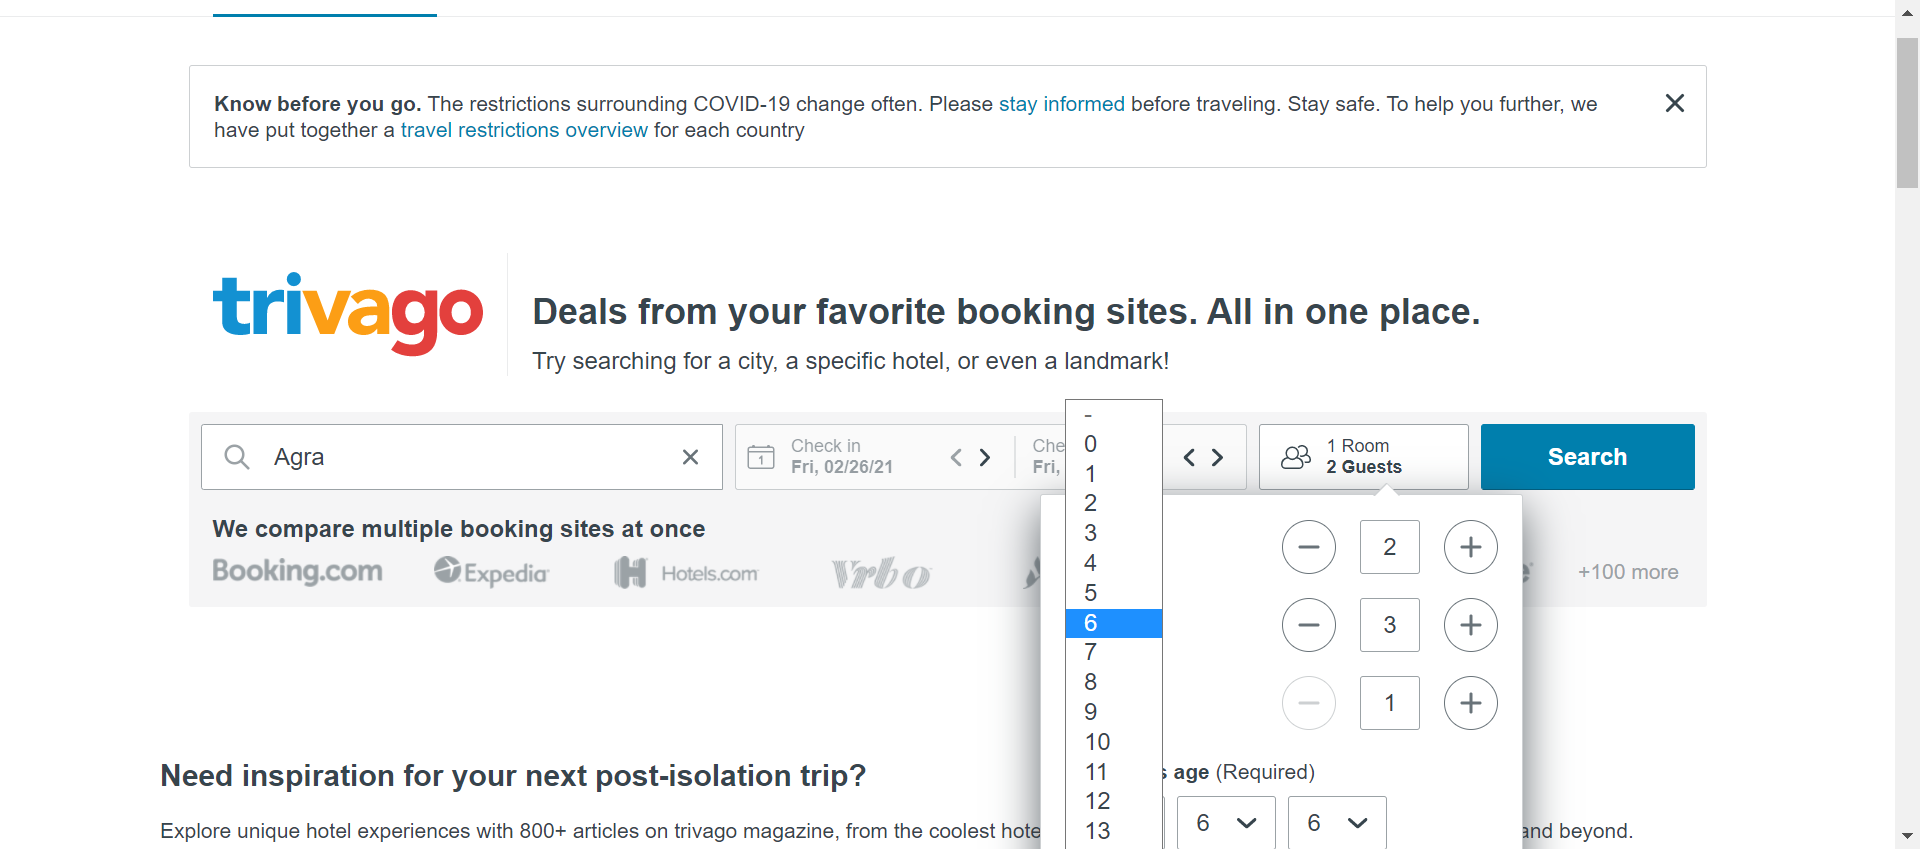 Know before you go. The restrictions surrounding COVID-19 change often. Please stay informed before traveling. Stay safe. To help you further, we
have put together a travel restrictions overview for each country
trivago
Deals from your favorite booking sites. All in one place.
Try searching for a city, a specific hotel, or even a landmark!
Agra
1
Check in
Fri, 02/26/21
Che
Fri,
1 Room
2 Guests
Search
-
0
1
2
3
4
5
6
7
8
9
10
11
12
13
We compare multiple booking sites at once
Booking.com
Expedia
H Hotels.com
Vrbo
+100 more
2
3
1
s age (Required)
6
6
Need inspiration for your next post-isolation trip?
Explore unique hotel experiences with 800+ articles on trivago magazine, from the coolest hote
and beyond.